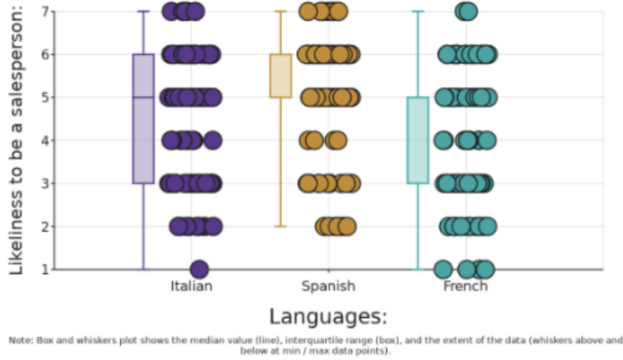 Likeliness to be a salesperson:
7
6
5
4
3
2
1
Italian Spanish French
Languages:
Note: Box and whiskers plot shows the median value (line), interquartile range (box), and the extent of the data (whiskers above and
below at min / max data points).